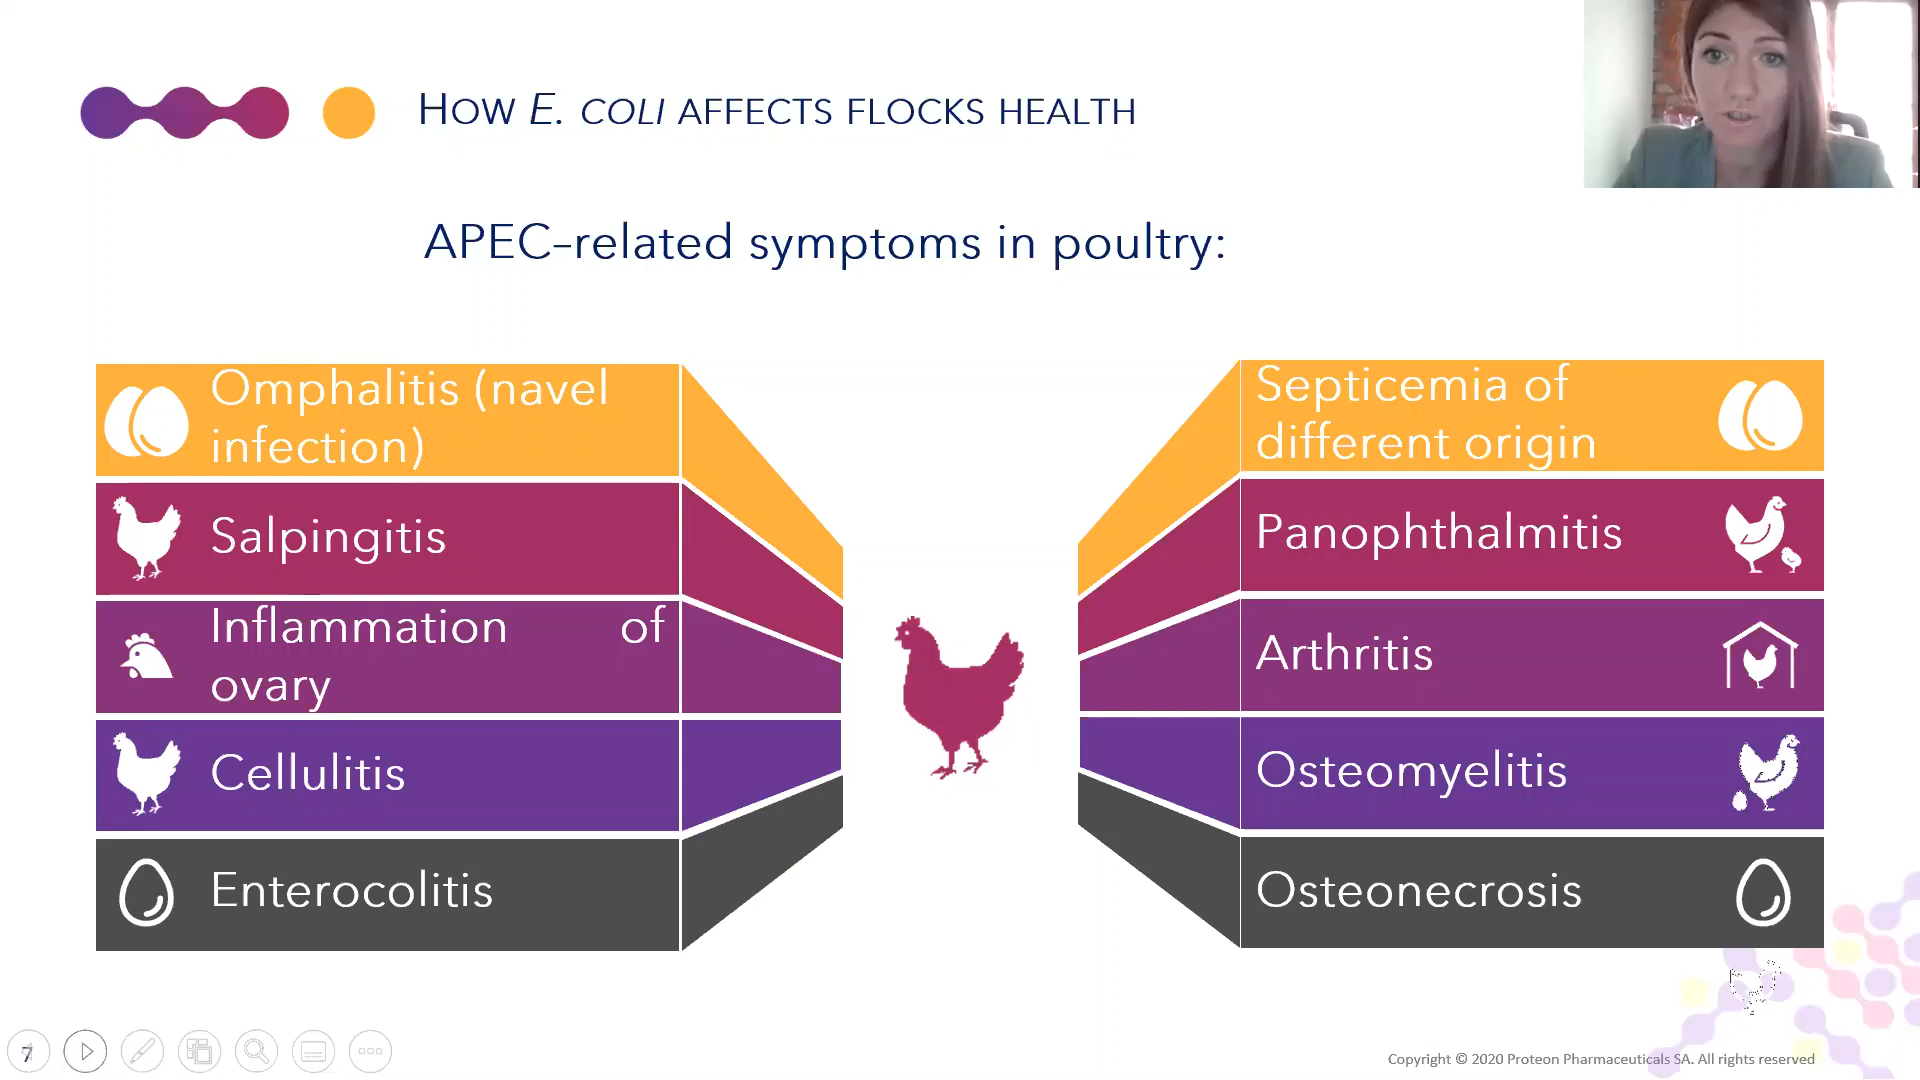 HOW E. COLI AFFECTS FLOCKS HEALTH
APEC–related symptoms in poultry:
Omphalitis (navel
infection)
Salpingitis
Inflammation of
ovary
Cellulitis
Enterocolitis
Septicemia of
different origin
Panophthalmitis
Arthritis
Osteomyelitis
Osteonecrosis
7
Copyright © 2020 Proteon Pharmaceuticals SA. All rights reserved